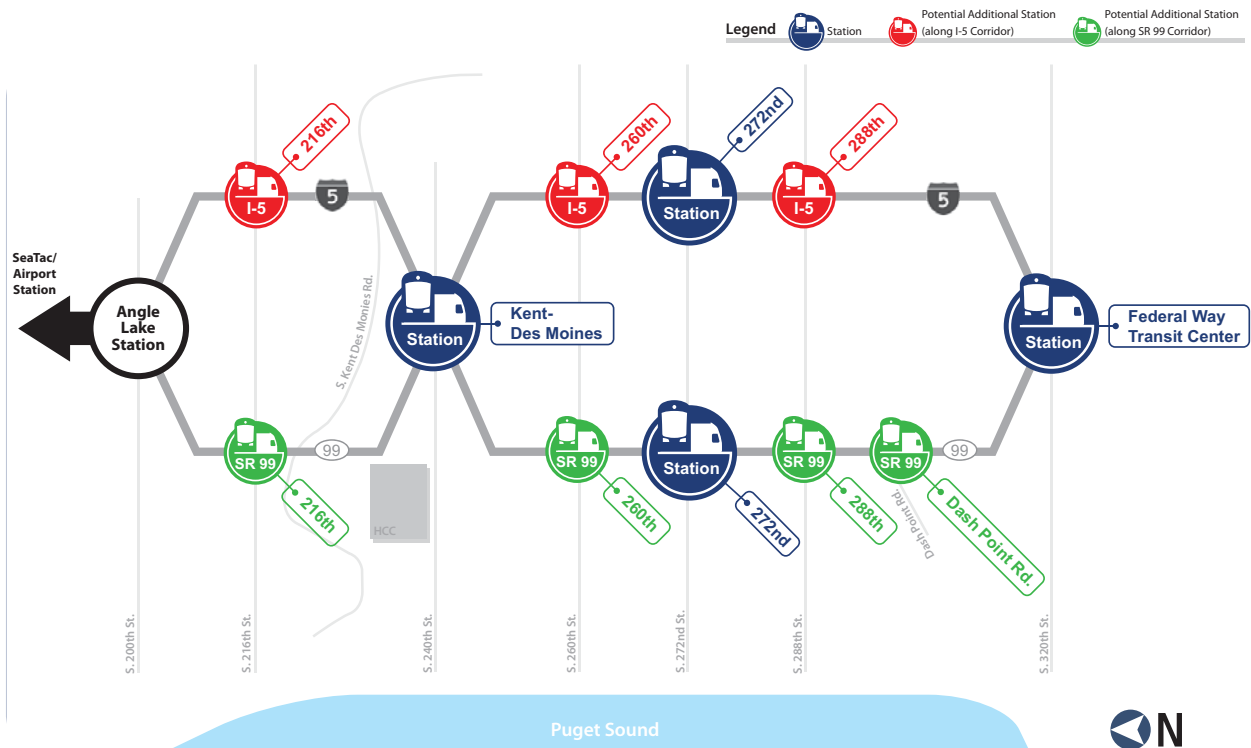 Legend
Station
Potential Additional Station
(along I-5 Corridor)
Potential Additional Station
(along SR 99 Corridor)
216th
260th
272nd
288th
I-5
5
I-5
Station
I-5
5
SeaTac/
Airport
Station
Angle
Lake
Station
S. Kent Des Monies Rd.
Station
Kent-
Des Moines
Station
Federal Way
Transit Center
SR 99
99
SR 99
Station
SR 99
SR 99
99
216th
260th
272nd
288th
Dash Point Rd.
Dash Point Rd.
HCC
S. 200th St.
S. 216th St.
S. 240th St.
S. 260th St.
S. 272nd St.
S. 288th St.
S. 320th St.
Puget Sound
N